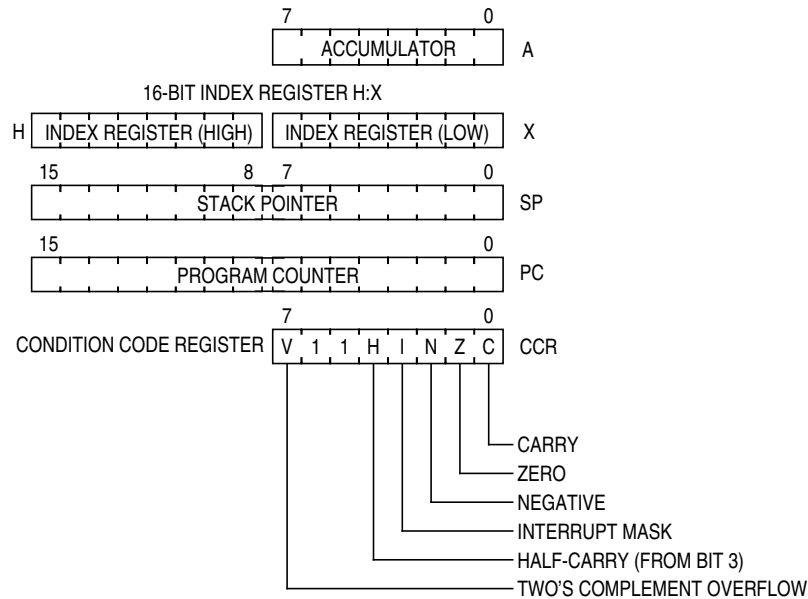 7 0
ACCUMULATOR A
16-BIT INDEX REGISTER H:X
H INDEX REGISTER (HIGH) INDEX REGISTER (LOW) X
15 8 7 0
STACK POINTER SP
15 0
PROGRAM COUNTER PC
7 0
CONDITION CODE REGISTER V 1 1 H I N Z C CCR
CARRY
ZERO
NEGATIVE
INTERRUPT MASK
HALF-CARRY (FROM BIT 3)
TWO'S COMPLEMENT OVERFLOW